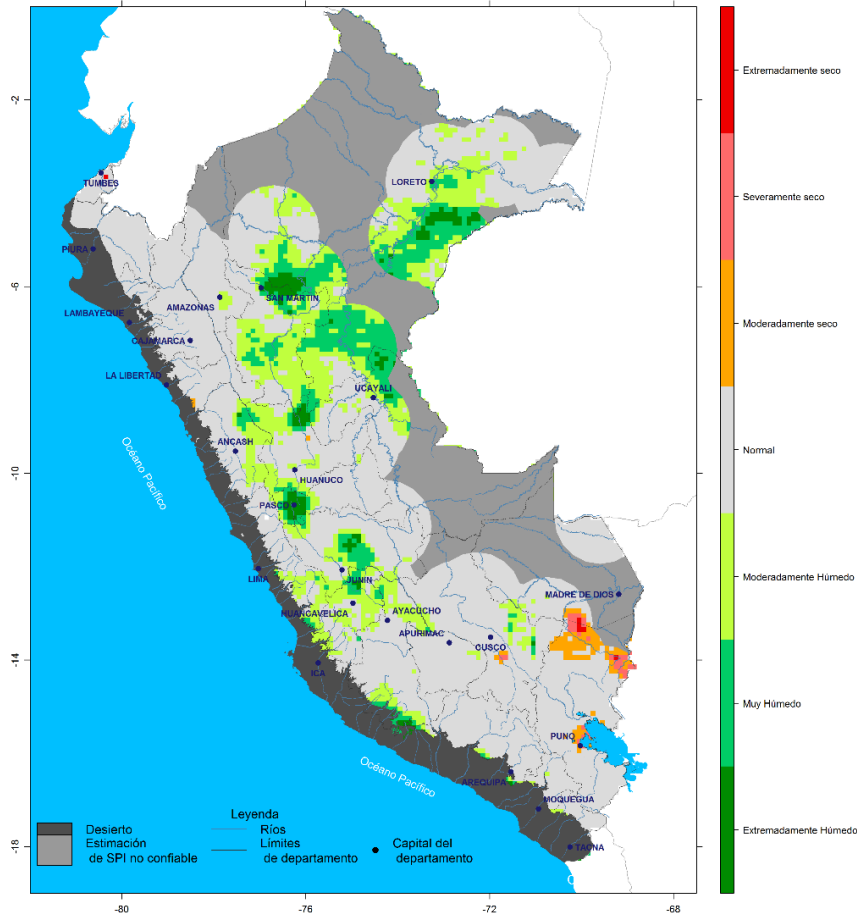 -2
-6
-10
-14
-18
-80
-76
-72
-68
TUMBES
LORETO
PIURA
AMAZONAS
SAN MARTIN
LAMBAYEQUE
CAJAMARCA
LA LIBERTAD
UCAYALI
ANCASH
HUANUCO
PASCO
Océano Pacífico
LIMA
JUNIN
MADRE DE DIOS
HUANCAVELICA
AYACUCHO
APURIMAC
CUSCO
ICA
PUNO
Océano Pacífico
AREQUIPA
MOQUEGUA
TACNA
Leyenda
Desierto
Estimación
de SPI no confiable
Ríos
Límites
de departamento
Capital del
departamento
Extremadamente seco
Severamente seco
Moderadamente seco
Normal
Moderadamente Húmedo
Muy Húmedo
Extremadamente Húmedo